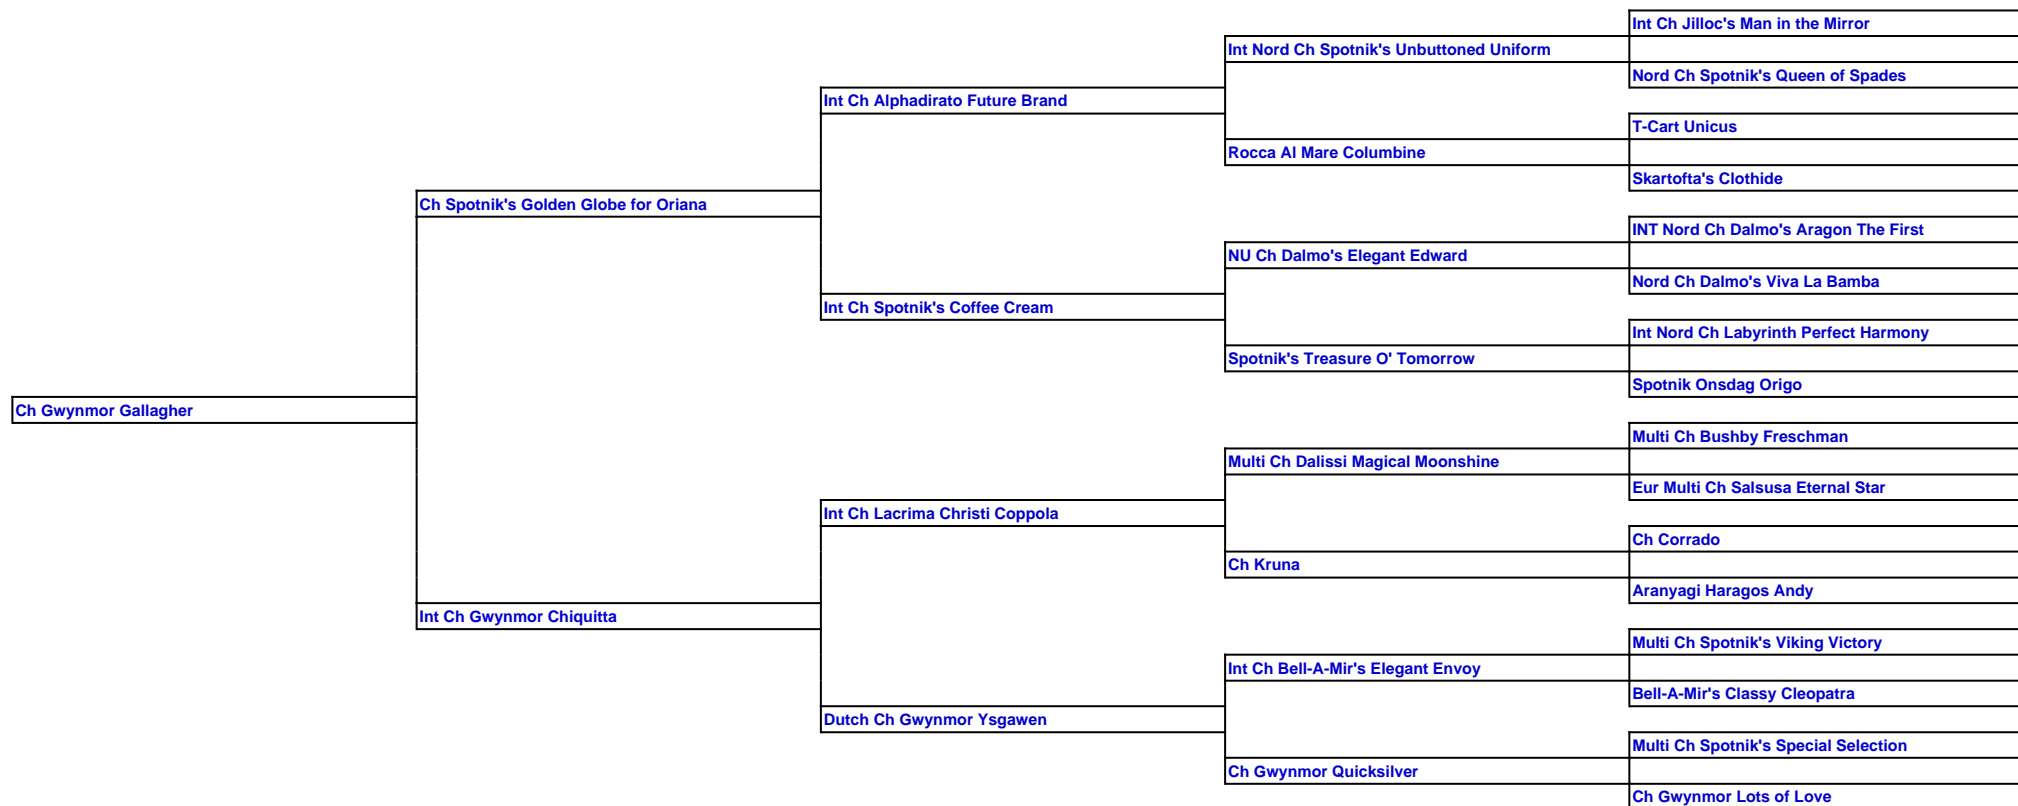 Int Ch Jilloc's Man in the Mirror
Int Nord Ch Spotnik's Unbuttoned Uniform
Nord Ch Spotnik's Queen of Spades
Int Ch Alphadirato Future Brand
T-Cart Unicus
Rocca Al Mare Columbine
Skartofta's Clothide
Ch Spotnik's Golden Globe for Oriana
INT Nord Ch Dalmo's Aragon The First
NU Ch Dalmo's Elegant Edward
Nord Ch Dalmo's Viva La Bamba
Int Ch Spotnik's Coffee Cream
Int Nord Ch Labyrinth Perfect Harmony
Spotnik's Treasure O' Tomorrow
Spotnik Onsdag Origo
Ch Gwynmor Gallagher
Multi Ch Bushby Freschman
Multi Ch Dalissi Magical Moonshine
Eur Multi Ch Salsusa Eternal Star
Int Ch Lacrima Christi Coppola
Ch Corrado
Ch Kruna
Aranyagi Haragos Andy
Int Ch Gwynmor Chiquitta
Multi Ch Spotnik's Viking Victory
Int Ch Bell-A-Mir's Elegant Envoy
Bell-A-Mir's Classy Cleopatra
Dutch Ch Gwynmor Ysgawen
Multi Ch Spotnik's Special Selection
Ch Gwynmor Quicksilver
Ch Gwynmor Lots of Love